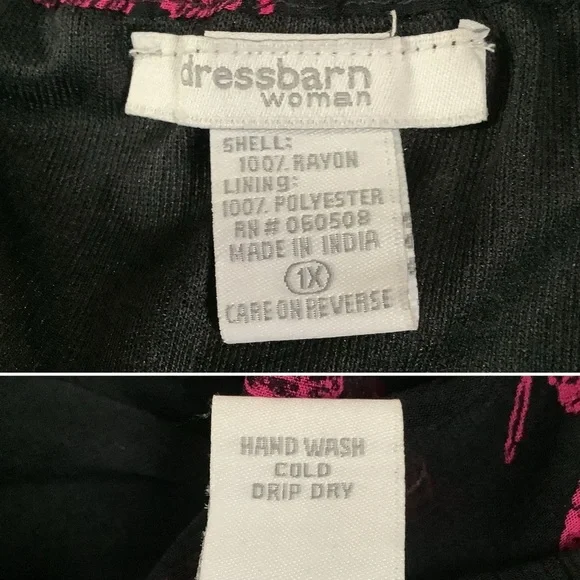 dressbarn
woman
SHELL:
100% RAYON
LINING:
100% POLYESTER
RN # 060508
MADE IN INDIA
1X
CARE ON REVERSE
HAND WASH
COLD
DRIP DRY